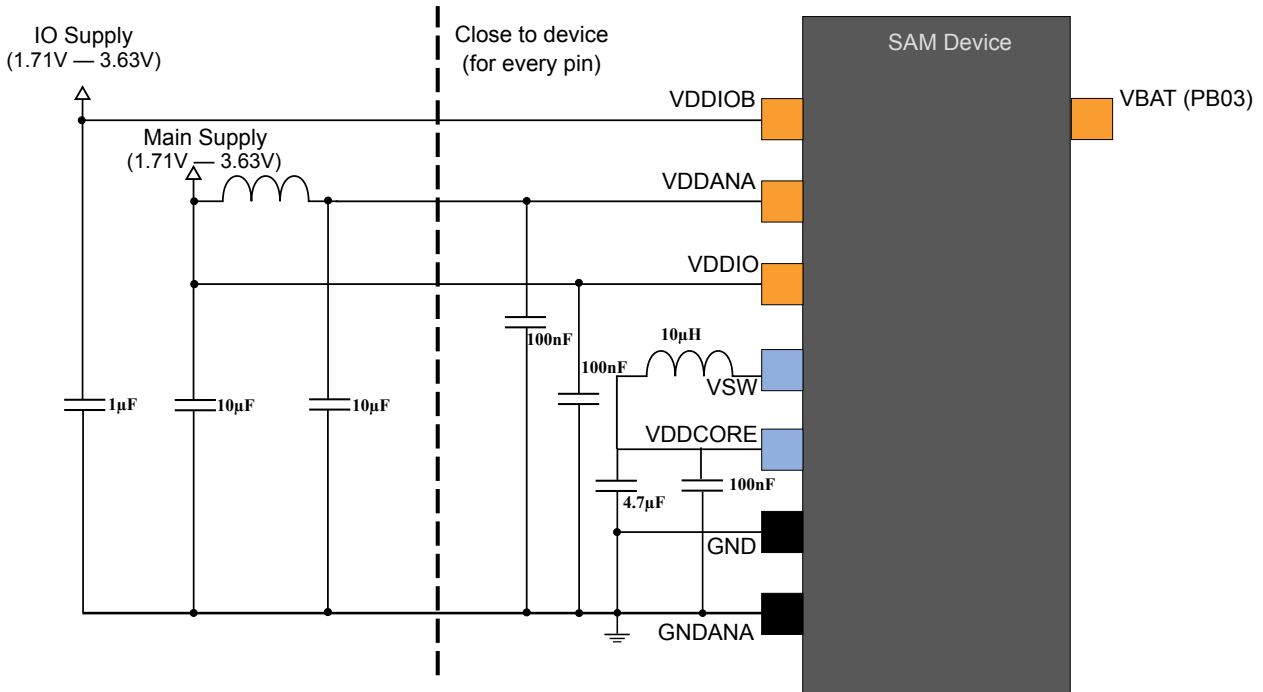 IO Supply
(1.71V — 3.63V)
Close to device
(for every pin)
SAM Device
VDDIOB
VBAT (PB03)
Main Supply
(1.71V — 3.63V)
VDDANA
VDDIO
100nF
10µH
100nF
VSW
1µF
10µF
10µF
VDDCORE
100nF
4.7µF
GND
GNDANA